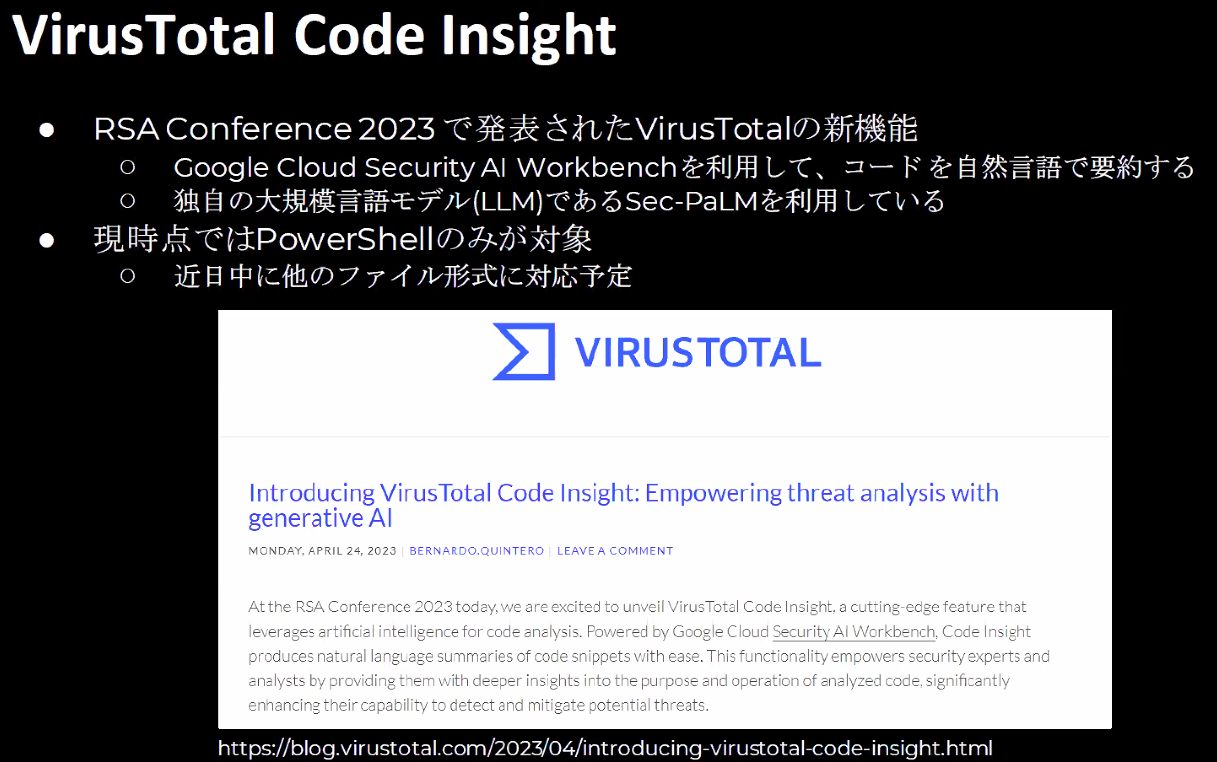 VirusTotal Code Insight
● RSA Conference 2023 で発表されたVirusTotalの新機能
○ Google Cloud Security AI Workbenchを利用して、コード を自然言語で要約する
○ 独自の大規模言語モデル(LLM)であるSec-PaLMを利用している
● 現時点ではPowerShellのみが対象
○ 近日中に他のファイル形式に対応予定
VIRUSTOTAL
Introducing VirusTotal Code Insight: Empowering threat analysis with
generative AI
MONDAY, APRIL 24, 2023 | BERNARDO.QUINTERO | LEAVE A COMMENT
At the RSA Conference 2023 today, we are excited to unveil VirusTotal Code Insight, a cutting-edge feature that
leverages artificial intelligence for code analysis. Powered by Google Cloud Security AI Workbench, Code Insight
produces natural language summaries of code snippets with ease. This functionality empowers security experts and
analysts by providing them with deeper insights into the purpose and operation of analyzed code, significantly
enhancing their capability to detect and mitigate potential threats.
https://blog.virustotal.com/2023/04/introducing-virustotal-code-insight.html